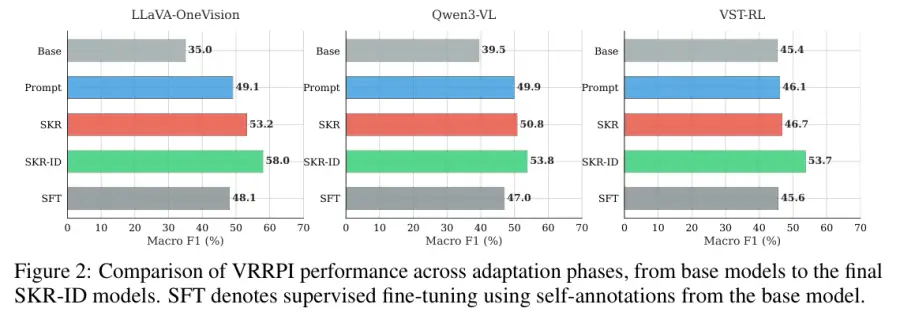 LLaVA-OneVision
Base
35.0
Prompt
49.1
SKR
53.2
SKR-ID
58.0
SFT
48.1
0 10 20 30 40 50 60 70
Macro F1 (%)
Qwen3-VL
Base
39.5
Prompt
49.9
SKR
50.8
SKR-ID
53.8
SFT
47.0
0 10 20 30 40 50 60 70
Macro F1 (%)
VST-RL
Base
45.4
Prompt
46.1
SKR
46.7
SKR-ID
53.7
SFT
45.6
0 10 20 30 40 50 60 70
Macro F1 (%)
Figure 2: Comparison of VRRPI performance across adaptation phases, from base models to the final
SKR-ID models. SFT denotes supervised fine-tuning using self-annotations from the base model.